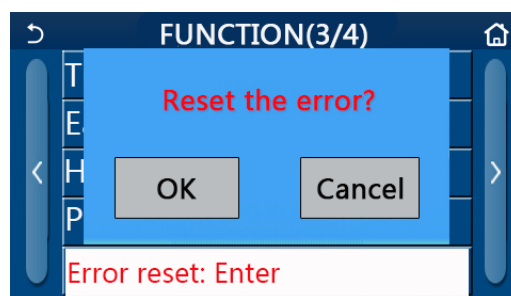 FUNCTION(3/4)
T
Reset the error?
E
H
OK Cancel
P
Error reset: Enter